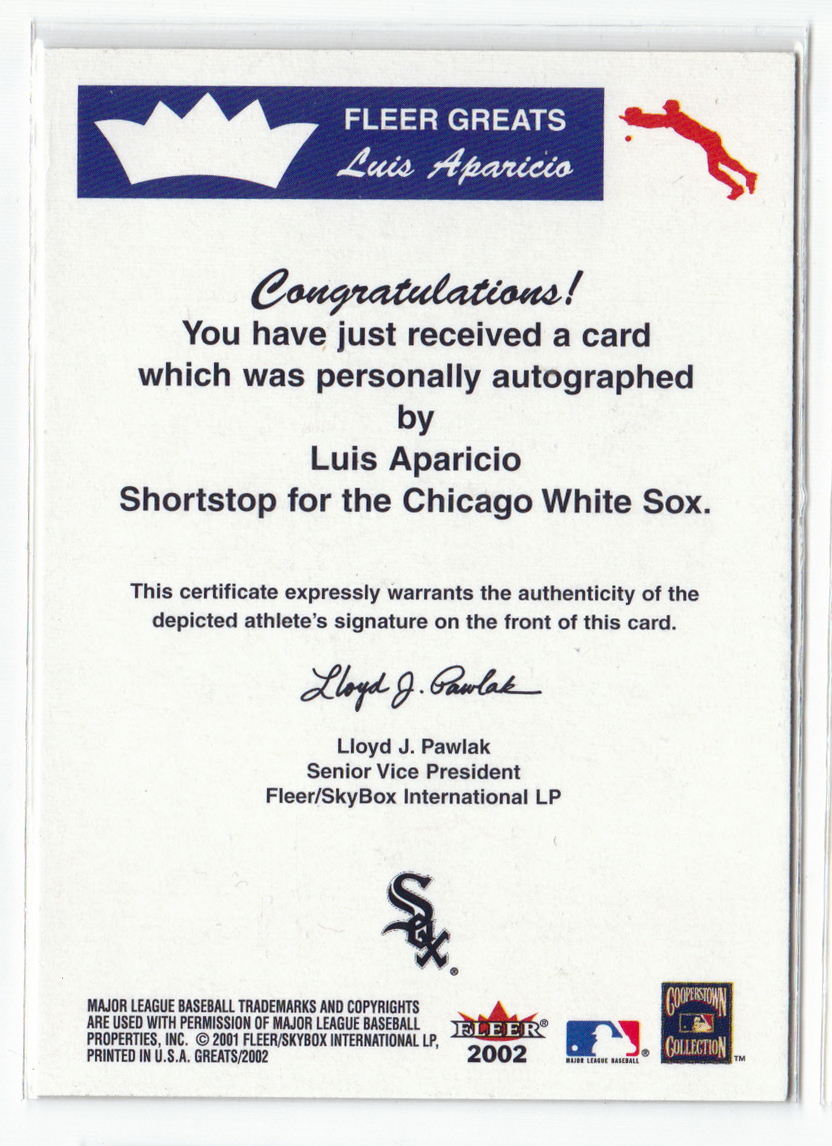 FLEER GREATS
Luis Aparicio
Congratulations!
You have just received a card
which was personally autographed
by
Luis Aparicio
Shortstop for the Chicago White Sox.
This certificate expressly warrants the authenticity of the
depicted athlete's signature on the front of this card.
Lloyd J. Pawlak
Lloyd J. Pawlak
Senior Vice President
Fleer/SkyBox International LP
Sox®
MAJOR LEAGUE BASEBALL TRADEMARKS AND COPYRIGHTS
ARE USED WITH PERMISSION OF MAJOR LEAGUE BASEBALL
PROPERTIES, INC. © 2001 FLEER/SKYBOX INTERNATIONAL LP,
PRINTED IN U.S.A. GREATS/2002
FLEER®
2002
MAJOR LEAGUE BASEBALL®
COOPERSTOWN
COLLECTION™